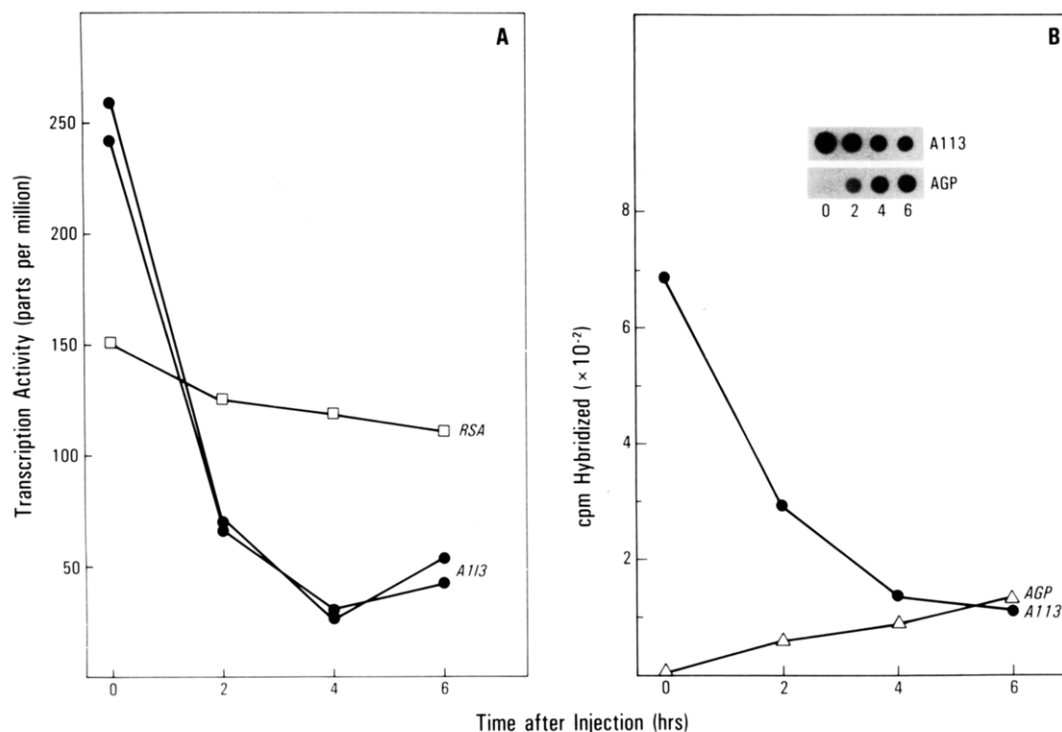 A
Transcription Activity (parts per million)
250
200
150
100
50
RSA
A1I3
0 2 4 6
B
cpm Hybridized (× 10⁻²)
8
6
4
2
A113
AGP
0 2 4 6
AGP
A113
0 2 4 6
Time after Injection (hrs)